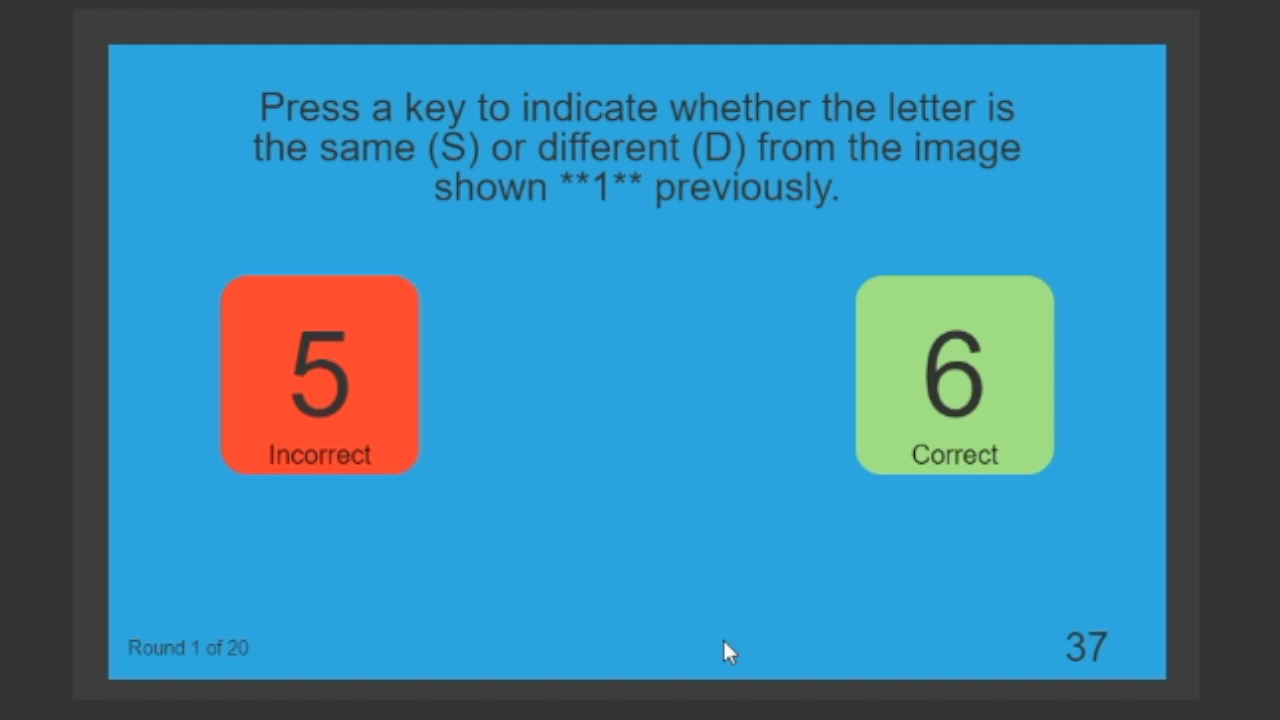 Press a key to indicate whether the letter is
the same (S) or different (D) from the image
shown **1** previously.
5
Incorrect
6
Correct
Round 1 of 20
37